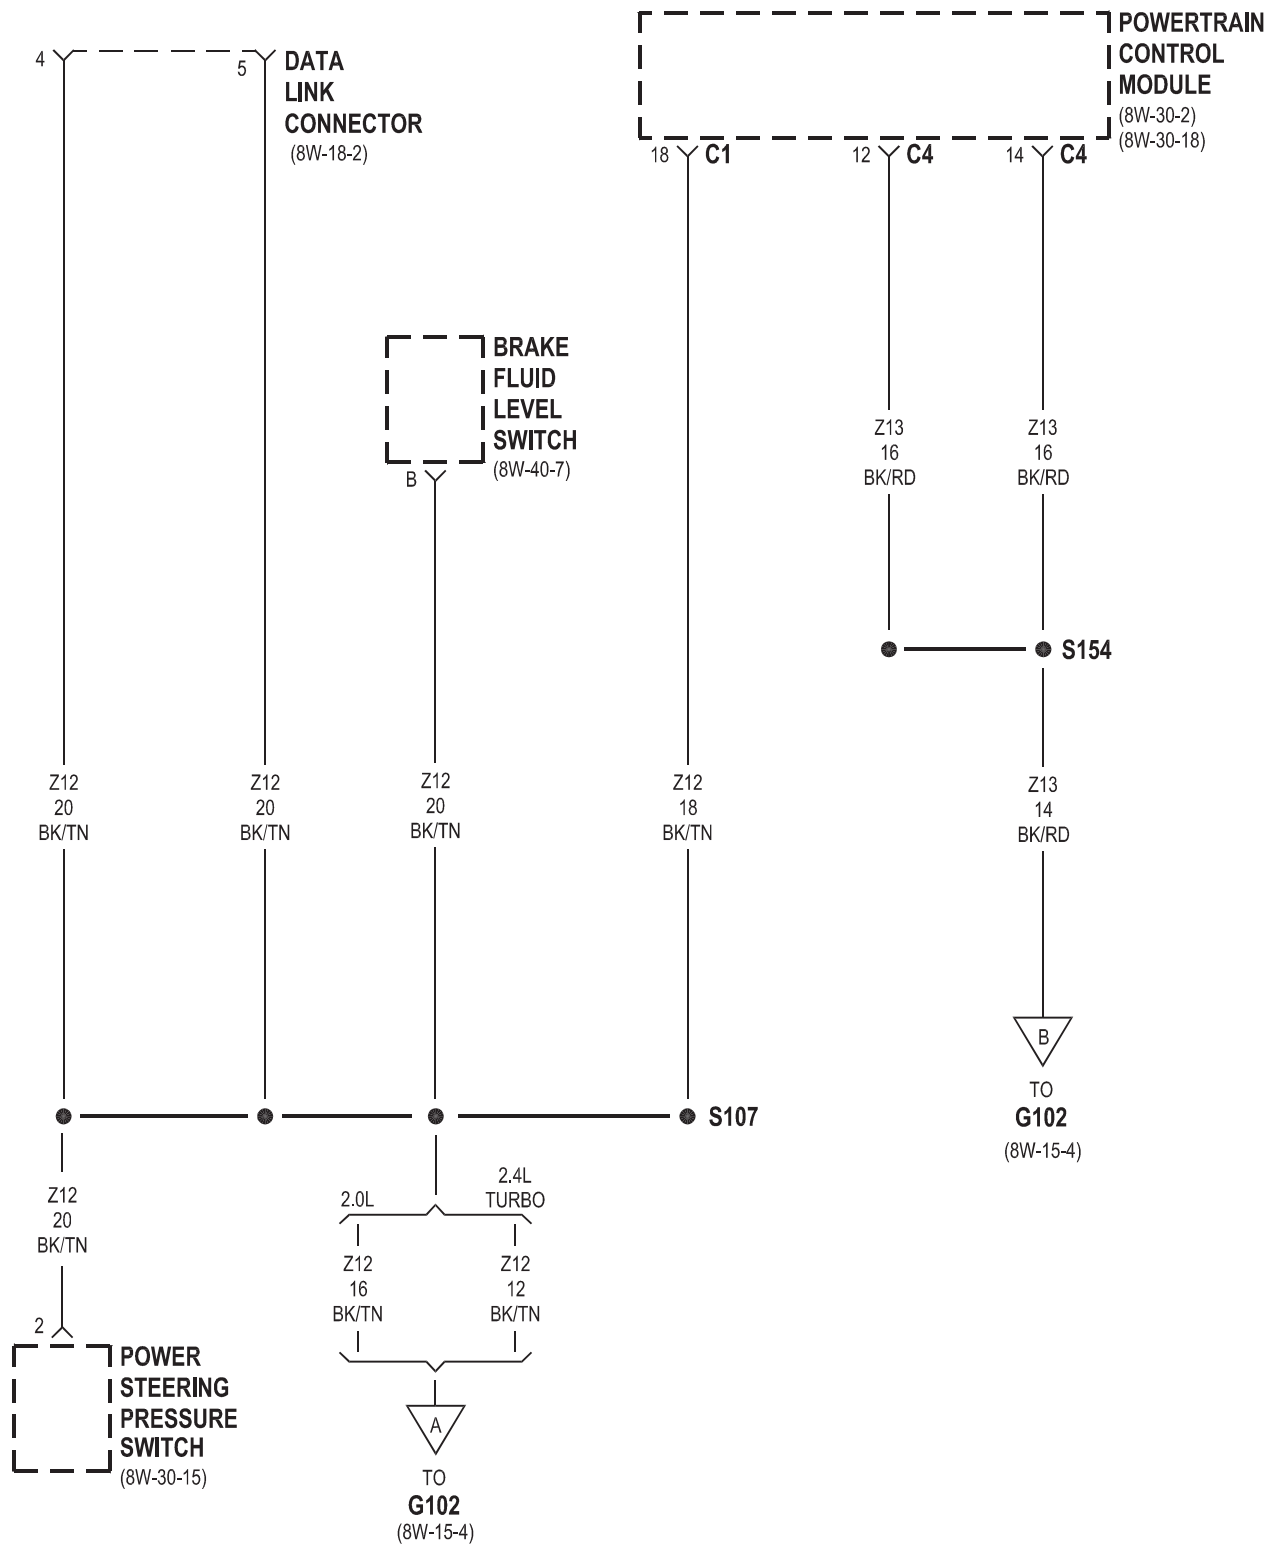 4
5
DATA
LINK
CONNECTOR
(8W-18-2)
POWERTRAIN
CONTROL
MODULE
(8W-30-2)
(8W-30-18)
18
C1
12
C4
14
C4
BRAKE
FLUID
LEVEL
SWITCH
(8W-40-7)
B
Z13
16
BK/RD
Z13
16
BK/RD
S154
Z12
20
BK/TN
Z12
20
BK/TN
Z12
20
BK/TN
Z12
18
BK/TN
Z13
14
BK/RD
B
TO
G102
(8W-15-4)
S107
Z12
20
BK/TN
2
POWER
STEERING
PRESSURE
SWITCH
(8W-30-15)
2.0L
2.4L
TURBO
Z12
16
BK/TN
Z12
12
BK/TN
A
TO
G102
(8W-15-4)